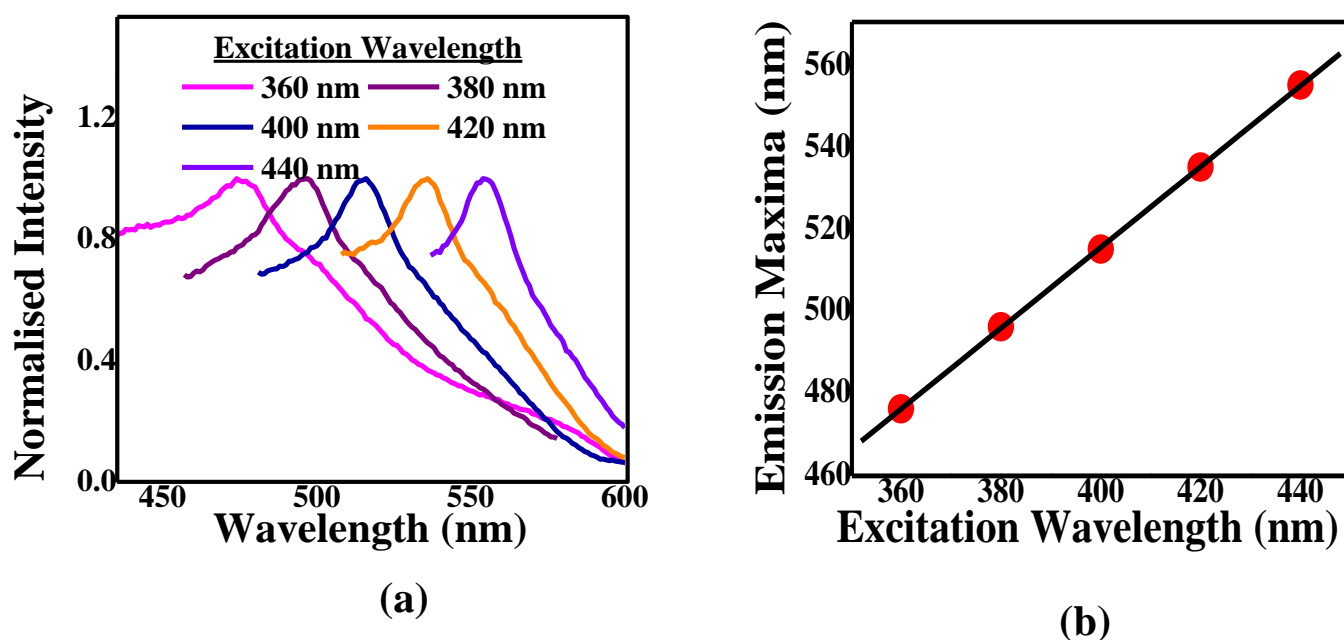 Excitation Wavelength
360 nm 380 nm
400 nm 420 nm
440 nm
Normalised Intensity
1.2
0.8
0.4
0.0
450 500 550 600
Wavelength (nm)
(a)
Emission Maxima (nm)
560
540
520
500
480
460
360 380 400 420 440
Excitation Wavelength (nm)
(b)